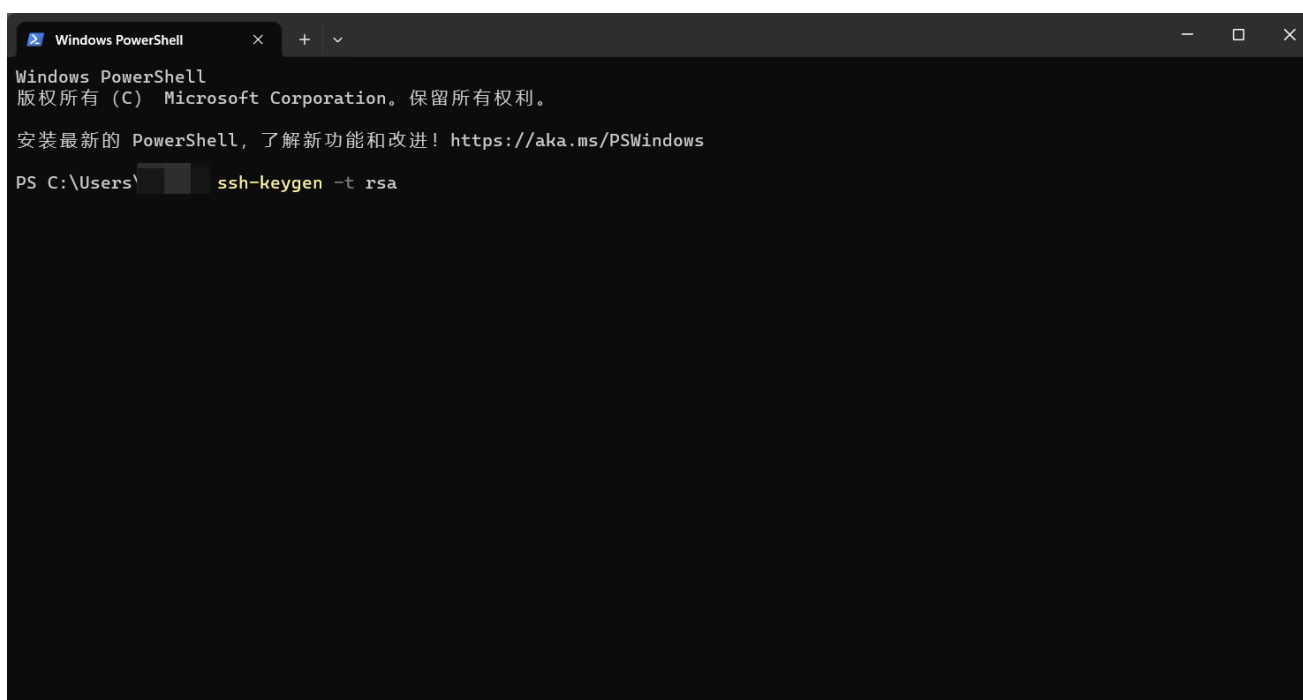 Windows PowerShell
Windows PowerShell
版权所有 (C) Microsoft Corporation。保留所有权利。
安装最新的 PowerShell，了解新功能和改进！https://aka.ms/PSWindows
PS C:\Users\ ssh-keygen -t rsa